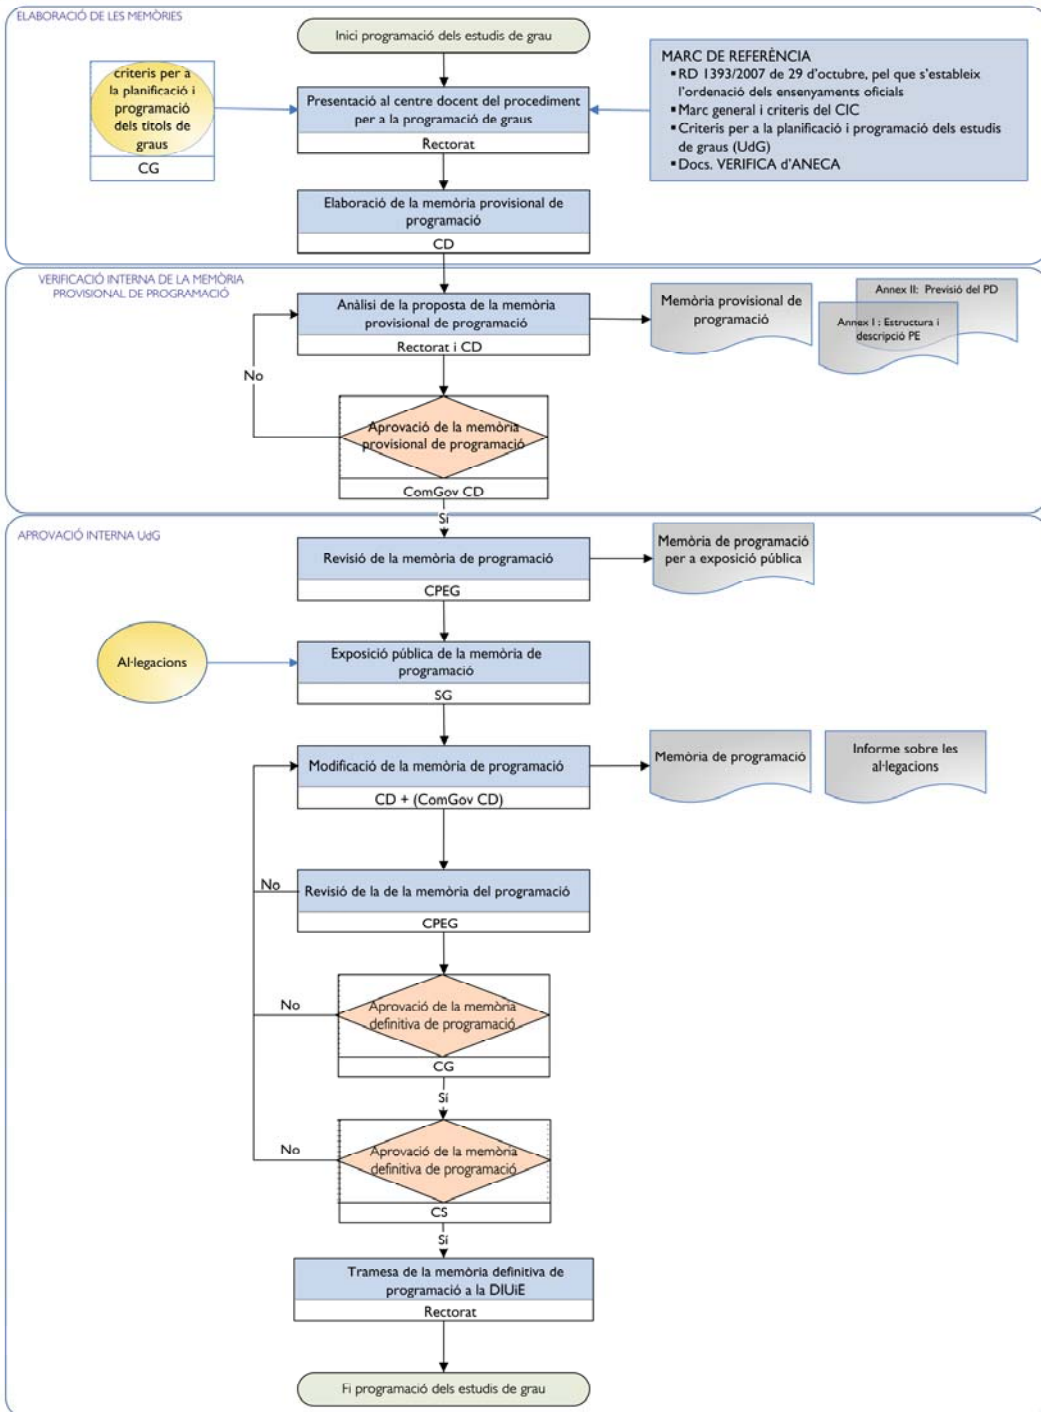 ELABORACIÓ DE LES MEMÒRIES
Inici programació dels estudis de grau
criteris per a
la planificació i
programació
dels títols de
graus
CG
Presentació al centre docent del procediment
per a la programació de graus
Rectorat
MARC DE REFERÈNCIA
▪ RD 1393/2007 de 29 d'octubre, pel que s'estableix
l'ordenació dels ensenyaments oficials
▪ Marc general i criteris del CIC
▪ Criteris per a la planificació i programació dels estudis
de graus (UdG)
▪ Docs. VERIFICA d'ANECA
Elaboració de la memòria provisional de
programació
CD
VERIFICACIÓ INTERNA DE LA MEMÒRIA
PROVISIONAL DE PROGRAMACIÓ
Anàlisi de la proposta de la memòria
provisional de programació
Rectorat i CD
Memòria provisional de
programació
Annex II: Previsió del PD
Annex I : Estructura i
descripció PE
No
Aprovació de la memòria
provisional de programació
ComGov CD
Sí
APROVACIÓ INTERNA UdG
Revisió de la memòria de programació
CPEG
Memòria de programació
per a exposició pública
Al·legacions
Exposició pública de la memòria de
programació
SG
Modificació de la memòria de programació
CD + (ComGov CD)
Memòria de programació
Informe sobre les
al·legacions
No
Revisió de la de la memòria del programació
CPEG
No
Aprovació de la memòria
definitiva de programació
CG
Sí
No
Aprovació de la memòria
definitiva de programació
CS
Sí
Tramesa de la memòria definitiva de
programació a la DIUiE
Rectorat
Fi programació dels estudis de grau